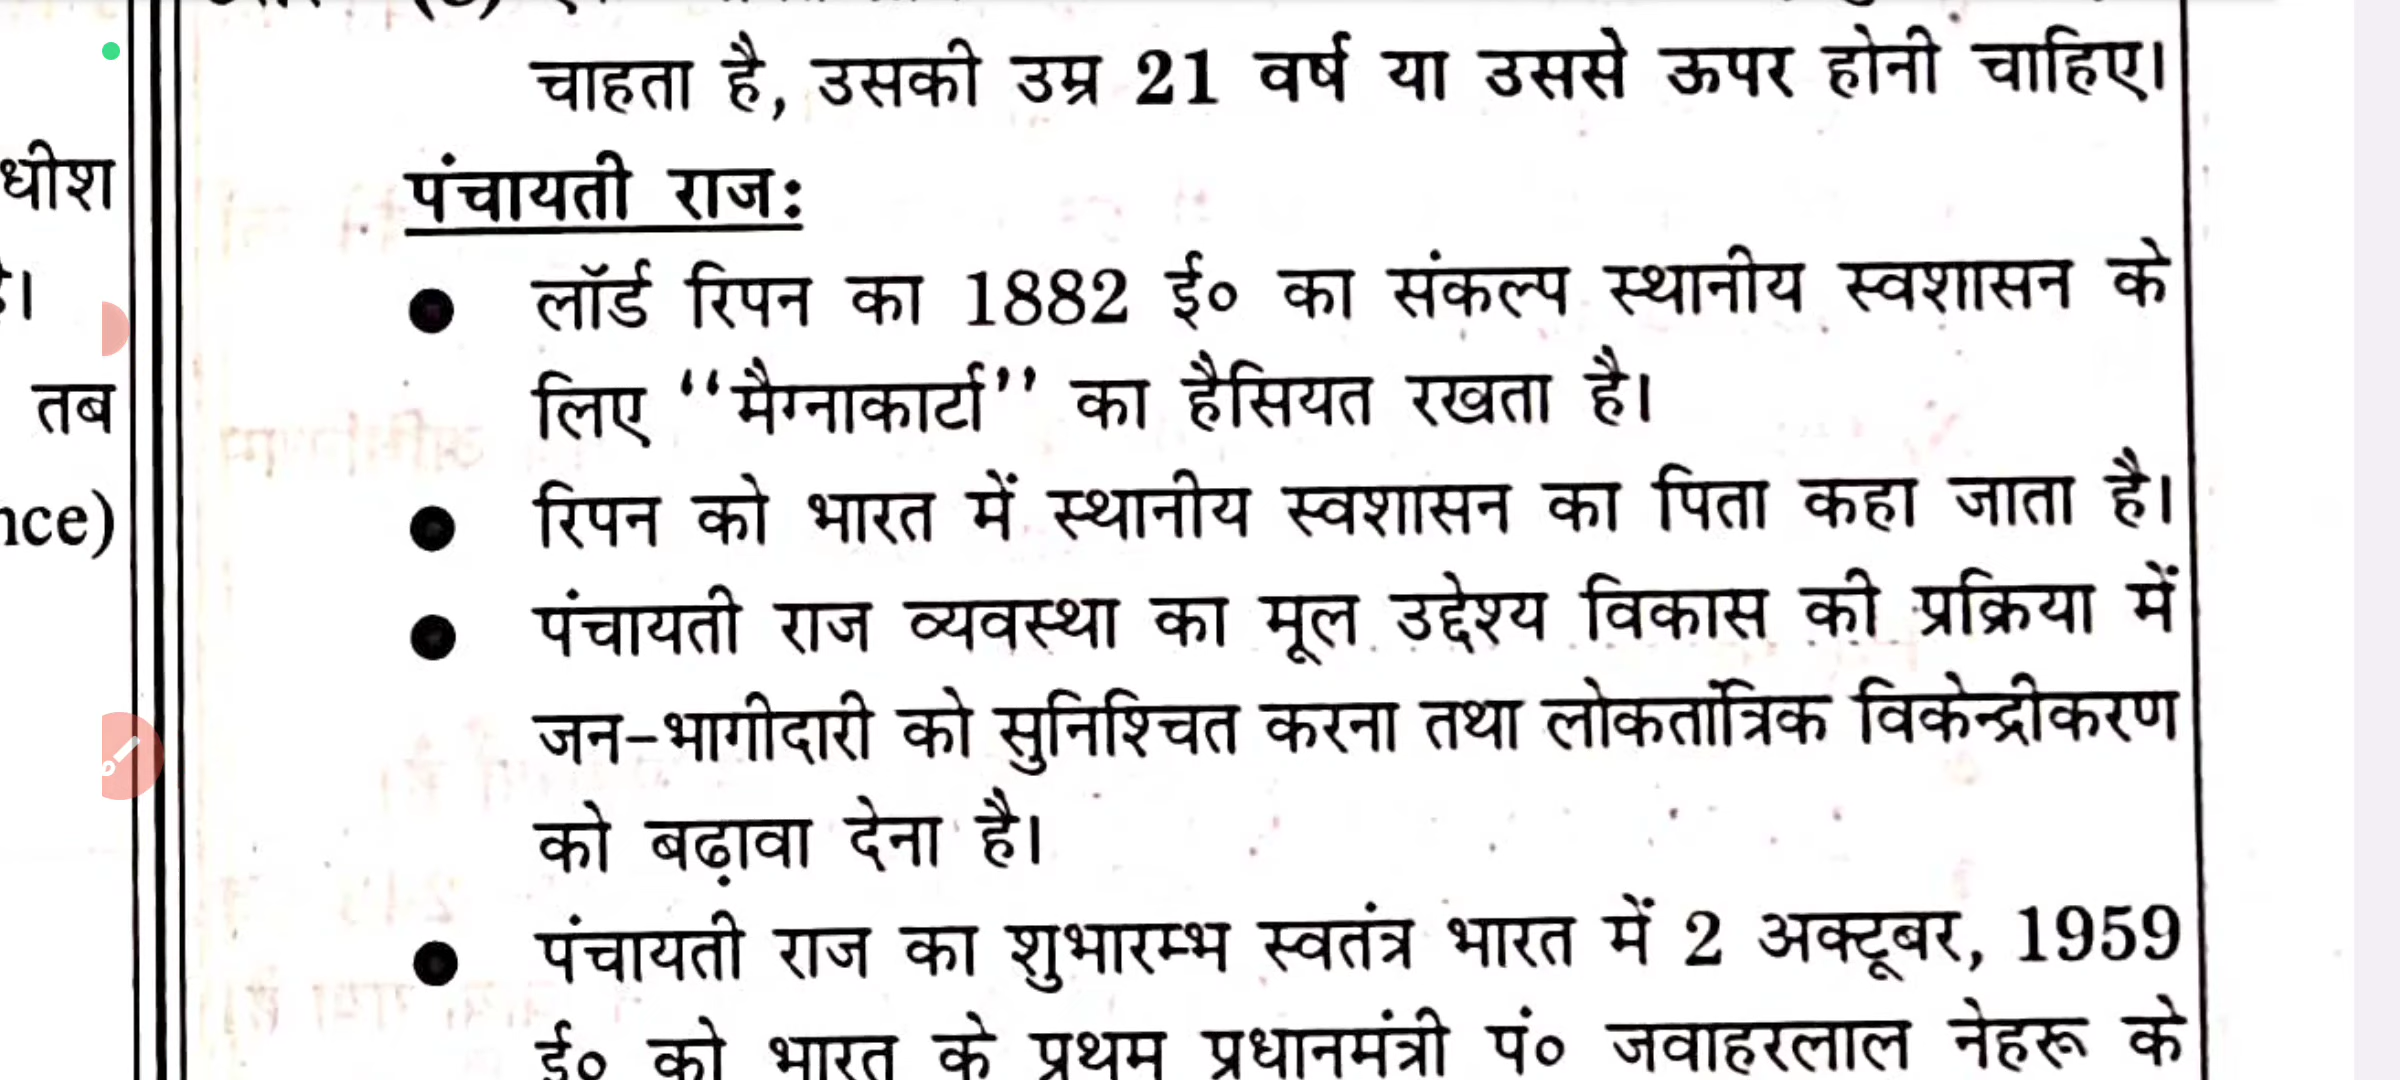 चाहता है, उसकी उम्र 21 वर्ष या उससे ऊपर होनी चाहिए।
धीश
पंचायती राजः
लॉर्ड रिपन का 1882 ई० का संकल्प स्थानीय स्वशासन के
लिए ‘‘मैग्नाकार्टा’’ का हैसियत रखता है।
तब
रिपन को भारत में स्थानीय स्वशासन का पिता कहा जाता है।
nce)
पंचायती राज व्यवस्था का मूल उद्देश्य विकास की प्रक्रिया में
जन-भागीदारी को सुनिश्चित करना तथा लोकतांत्रिक विकेन्द्रीकरण
को बढ़ावा देना है।
पंचायती राज का शुभारम्भ स्वतंत्र भारत में 2 अक्टूबर, 1959
ई० को भारत के प्रथम प्रधानमंत्री पं० जवाहरलाल नेहरू के